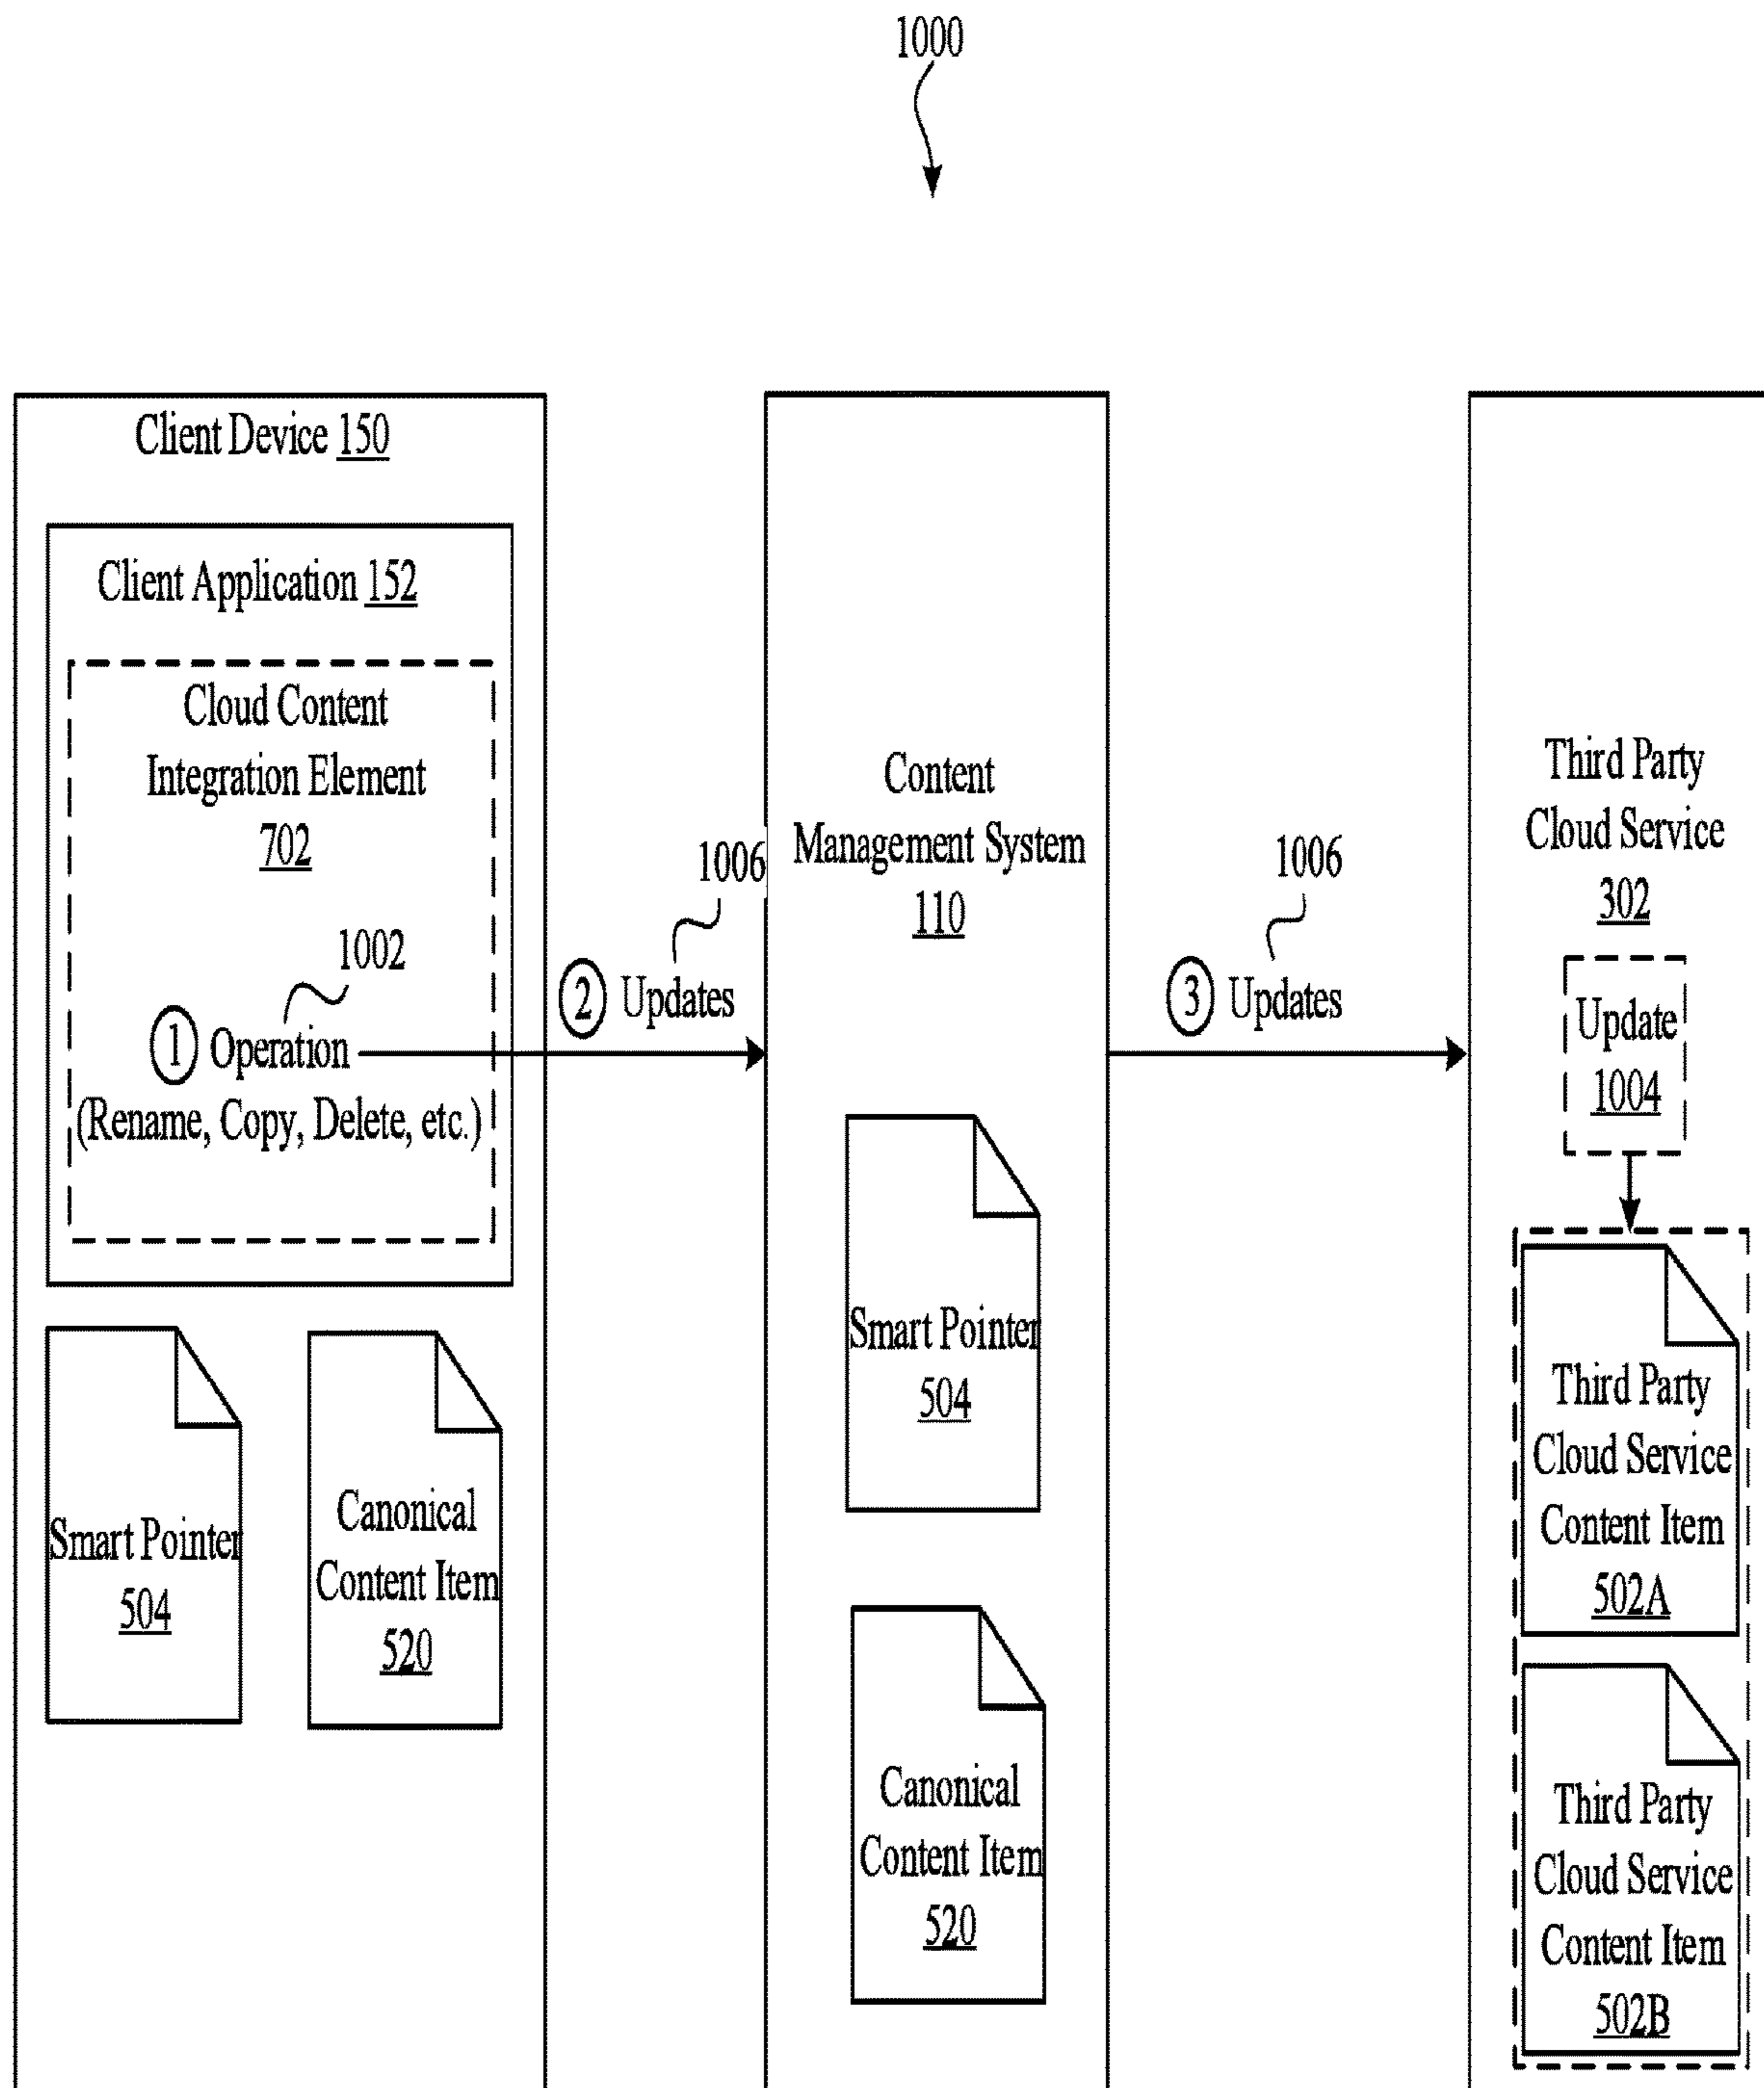 1000
Client Device 150
Client Application 152
Cloud Content
Integration Element
702
1002
1 Operation
(Rename, Copy, Delete, etc.)
Smart Pointer
504
Canonical
Content Item
520
1006
2 Updates
Content
Management System
110
Smart Pointer
504
Canonical
Content Item
520
1006
3 Updates
Third Party
Cloud Service
302
Update
1004
Third Party
Cloud Service
Content Item
502A
Third Party
Cloud Service
Content Item
502B